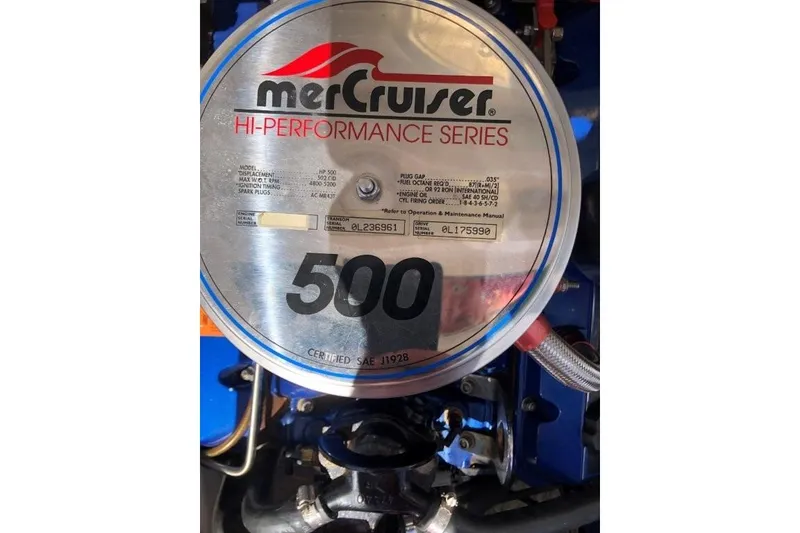 merCruiser®
HI-PERFORMANCE SERIES
MODEL HP 500
DISPLACEMENT 502 CID
MAX W.O.T. RPM 4800-5200
IGNITION TIMING
SPARK PLUGS AC MR43T
PLUG GAP .035"
*FUEL OCTANE REQ'D 87[(R+M)/2]
OR 92 RON (INTERNATIONAL)
*ENGINE OIL SAE 40 SH/CD
CYL. FIRING ORDER 1-8-4-3-6-5-7-2
*Refer to Operation & Maintenance Manual
ENGINE SERIAL NUMBER
TRANSOM SERIAL NUMBER 0L236961
DRIVE SERIAL NUMBER 0L175990
500
CERTIFIED SAE J1928